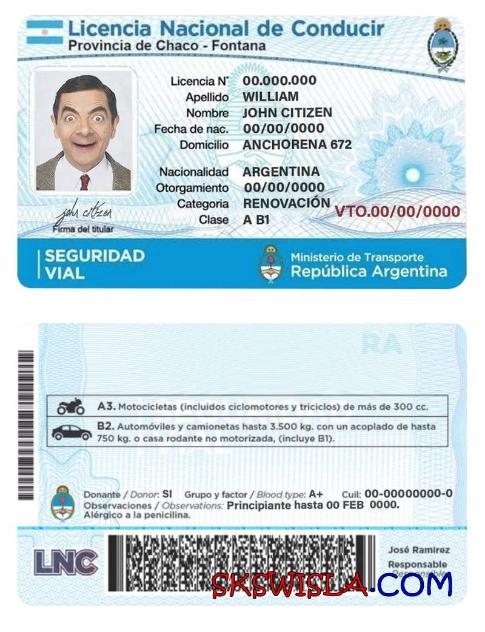 Licencia Nacional de Conducir
Provincia de Chaco - Fontana
Licencia N° 00.000.000
Apellido WILLIAM
Nombre JOHN CITIZEN
Fecha de nac. 00/00/0000
Domicilio ANCHORENA 672
Nacionalidad ARGENTINA
Otorgamiento 00/00/0000
Categoria RENOVACIÓN
VTO.00/00/0000
Clase A B1
john citizen
Firma del titular
SEGURIDAD
VIAL
Ministerio de Transporte
República Argentina
RA
A3. Motocicletas (incluidos ciclomotores y triciclos) de más de 300 cc.
B2. Automóviles y camionetas hasta 3.500 kg. con un acoplado de hasta
750 kg. o casa rodante no motorizada, (incluye B1).
Donante / Donor: SI Grupo y factor / Blood type: A+ Cuil: 00-00000000-0
Observaciones / Observations: Principiante hasta 00 FEB 0000.
Alérgico a la penicilina.
LNC
José Ramirez
Responsable
Responsible
SKSWISLA.COM